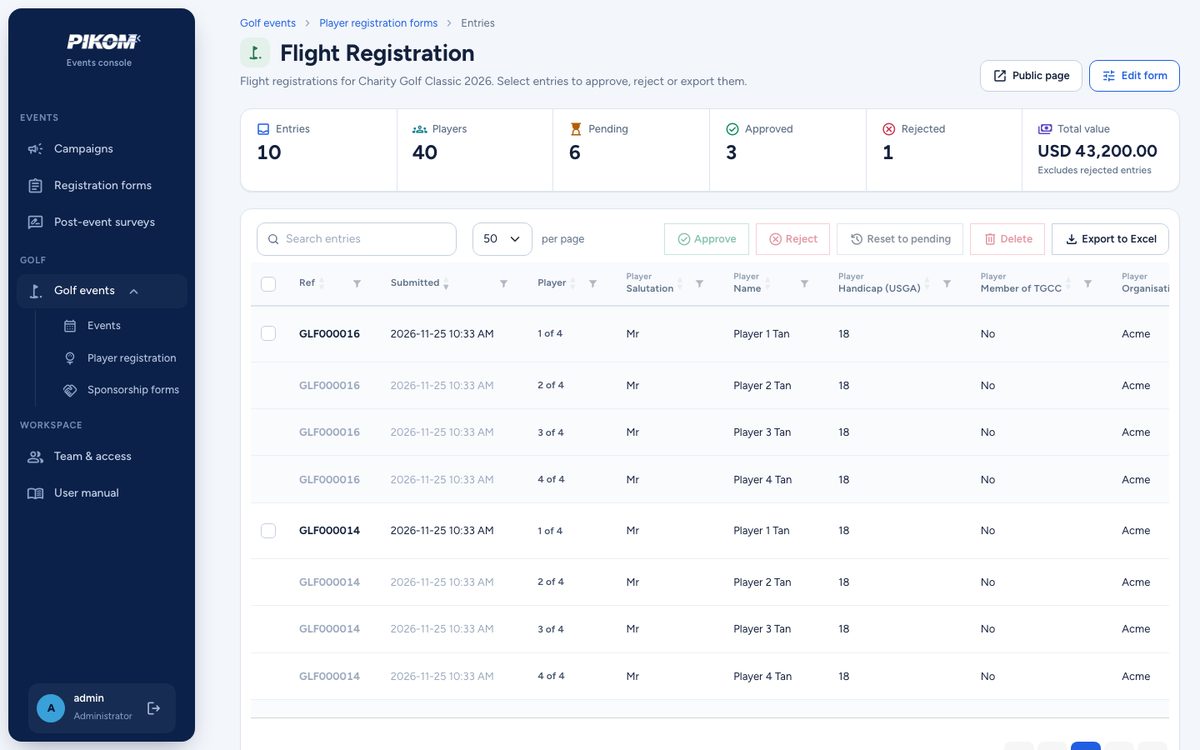 PIKOM
Events console
EVENTS
Campaigns
Registration forms
Post-event surveys
GOLF
Golf events
Events
Player registration
Sponsorship forms
WORKSPACE
Team & access
User manual
A
admin
Administrator
Golf events > Player registration forms > Entries
Flight Registration
Flight registrations for Charity Golf Classic 2026. Select entries to approve, reject or export them.
Public page
Edit form
Entries
10
Players
40
Pending
6
Approved
3
Rejected
1
Total value
USD 43,200.00
Excludes rejected entries
Search entries
50
per page
Approve
Reject
Reset to pending
Delete
Export to Excel
Ref Submitted Player Player Salutation Player Name Player Handicap (USGA) Player Member of TGCC Player Organisati
GLF000016 2026-11-25 10:33 AM 1 of 4 Mr Player 1 Tan 18 No Acme
GLF000016 2026-11-25 10:33 AM 2 of 4 Mr Player 2 Tan 18 No Acme
GLF000016 2026-11-25 10:33 AM 3 of 4 Mr Player 3 Tan 18 No Acme
GLF000016 2026-11-25 10:33 AM 4 of 4 Mr Player 4 Tan 18 No Acme
GLF000014 2026-11-25 10:33 AM 1 of 4 Mr Player 1 Tan 18 No Acme
GLF000014 2026-11-25 10:33 AM 2 of 4 Mr Player 2 Tan 18 No Acme
GLF000014 2026-11-25 10:33 AM 3 of 4 Mr Player 3 Tan 18 No Acme
GLF000014 2026-11-25 10:33 AM 4 of 4 Mr Player 4 Tan 18 No Acme